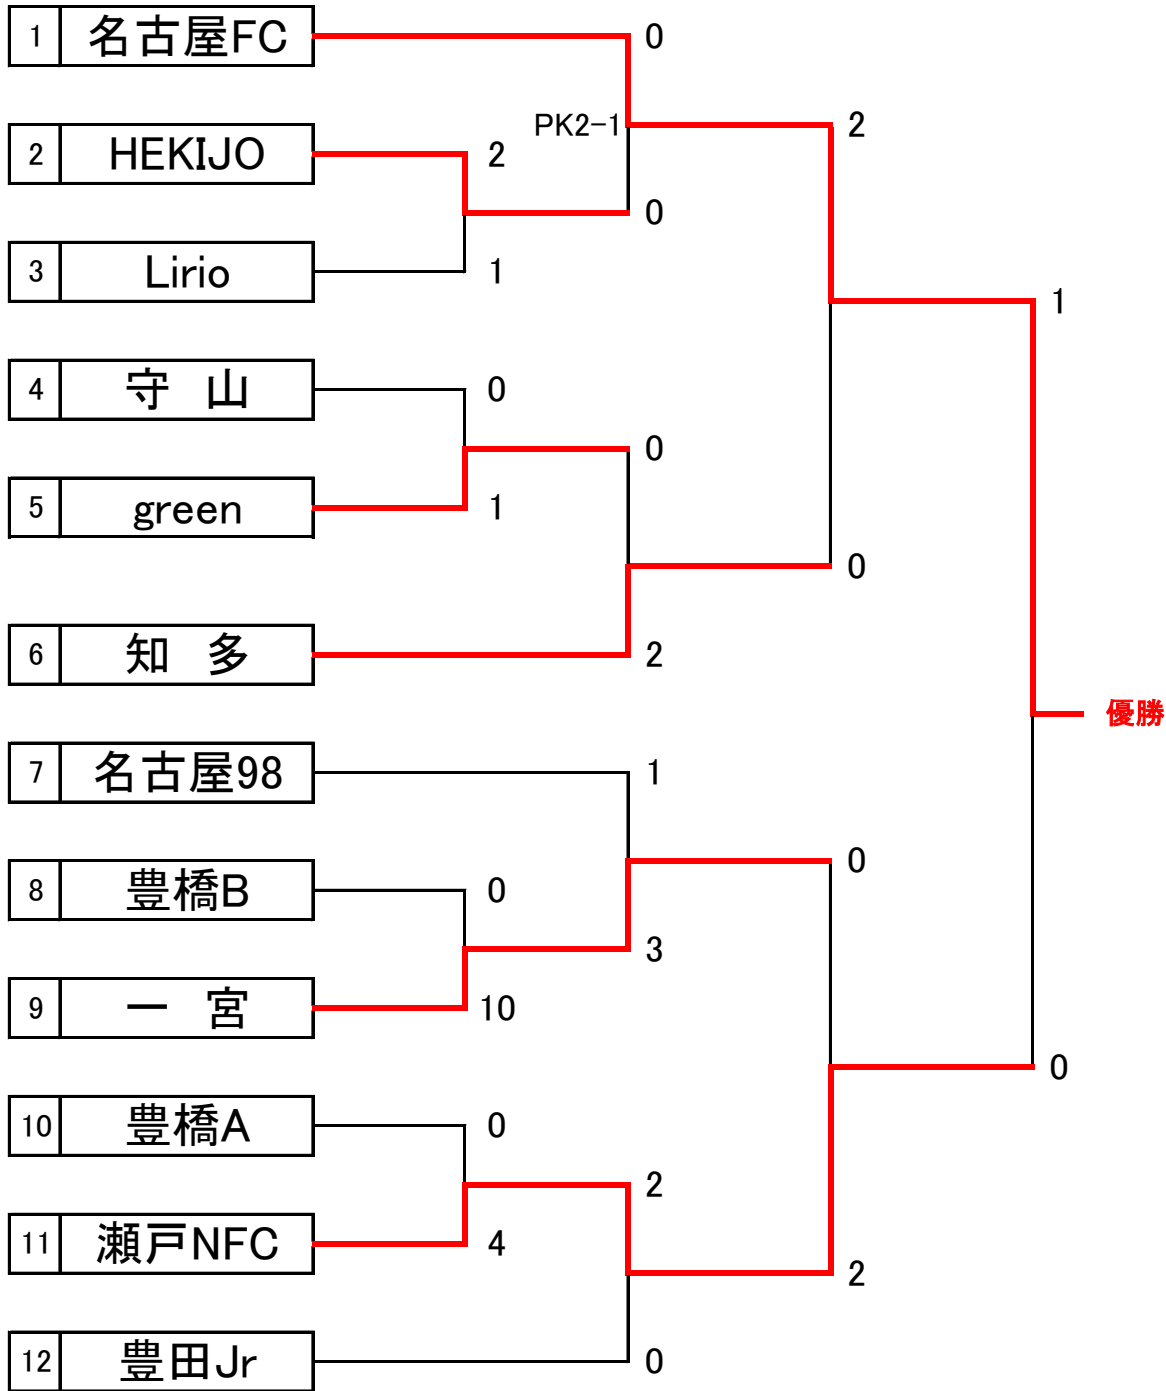 1 名古屋FC 0
PK2-1 2
2 HEKIJO 2
0
3 Lirio 1
1
4 守 山 0
0
5 green 1
0
6 知 多 2
優勝
7 名古屋98 1
0
8 豊橋B 0
3
9 一 宮 10
0
10 豊橋A 0
2
11 瀬戸NFC 4
2
12 豊田Jr 0